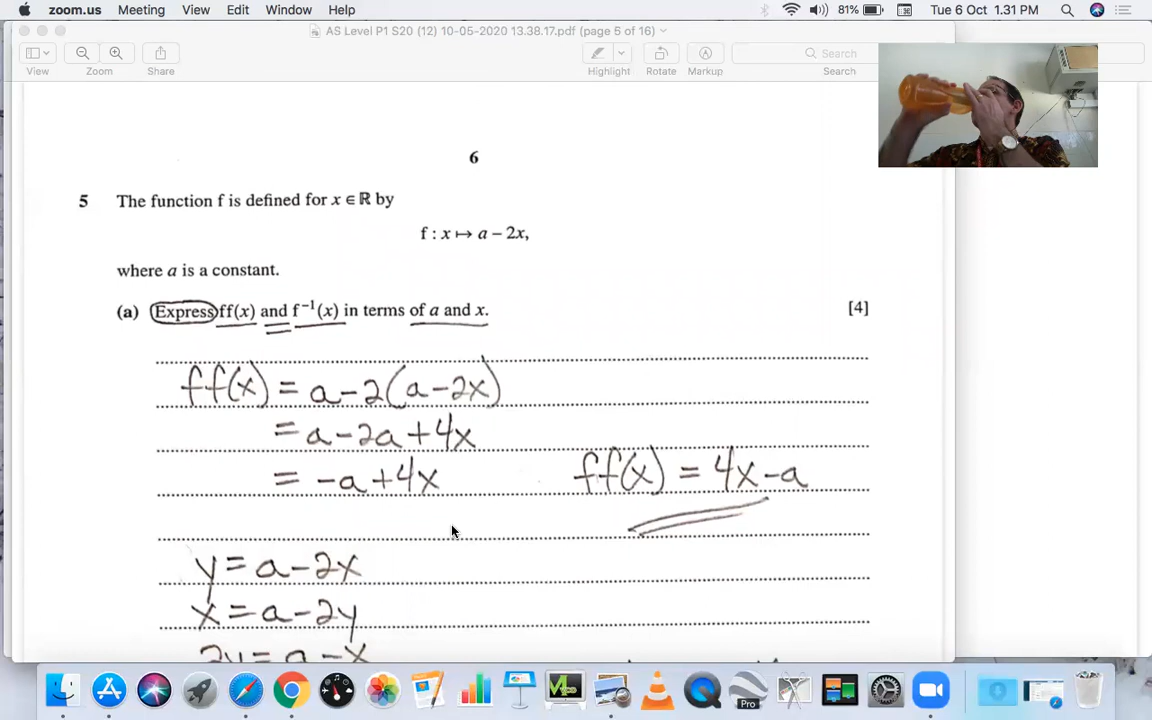 zoom.us Meeting View Edit Window Help 81% Tue 6 Oct 1.31 PM
AS Level P1 S20 (12) 10-05-2020 13.38.17.pdf (page 6 of 16)
View Zoom Share Highlight Rotate Markup Search
Search
6
5 The function f is defined for x ∈ ℝ by
f : x ↦ a − 2x,
where a is a constant.
(a) Express ff(x) and f⁻¹(x) in terms of a and x. [4]
ff(x) = a-2(a-2x)
= a-2a+4x
= -a+4x
ff(x) = 4x-a
y = a-2x
x = a-2y
2y = a-x
Pro